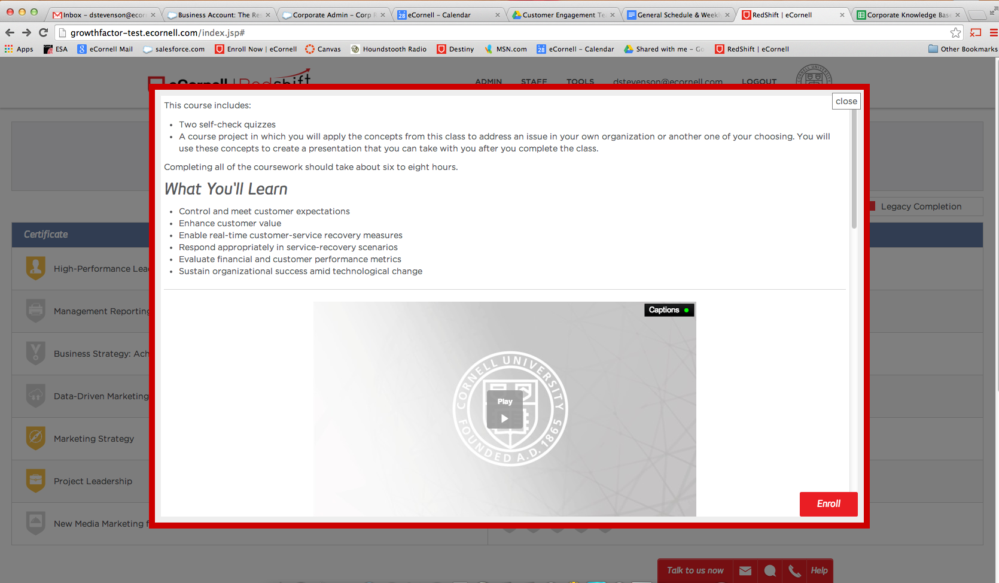 Inbox – dstevenson@ecorn
Business Account: The Res
Corporate Admin – Corp R
28 eCornell – Calendar
Customer Engagement Te
General Schedule & Weekl
RedShift | eCornell
Corporate Knowledge Base
growthfactor-test.ecornell.com/index.jsp#
Apps
ESA
8 eCornell Mail
salesforce.com
Enroll Now | eCornell
Canvas
Houndstooth Radio
Destiny
MSN.com
28 eCornell – Calendar
Shared with me – Go
RedShift | eCornell
Other Bookmarks
eCornell | Redshift
ADMIN
STAFF
TOOLS
dstevenson@ecornell.com
LOGOUT
close
This course includes:
• Two self-check quizzes
• A course project in which you will apply the concepts from this class to address an issue in your own organization or another one of your choosing. You will
use these concepts to create a presentation that you can take with you after you complete the class.
Completing all of the coursework should take about six to eight hours.
What You'll Learn
• Control and meet customer expectations
• Enhance customer value
• Enable real-time customer-service recovery measures
• Respond appropriately in service-recovery scenarios
• Evaluate financial and customer performance metrics
• Sustain organizational success amid technological change
Captions
CORNELL UNIVERSITY
FOUNDED A.D. 1865
Play
Enroll
Legacy Completion
Certificate
High-Performance Lea
Management Reporting
Business Strategy: Ach
Data-Driven Marketing
Marketing Strategy
Project Leadership
New Media Marketing f
Talk to us now
Help